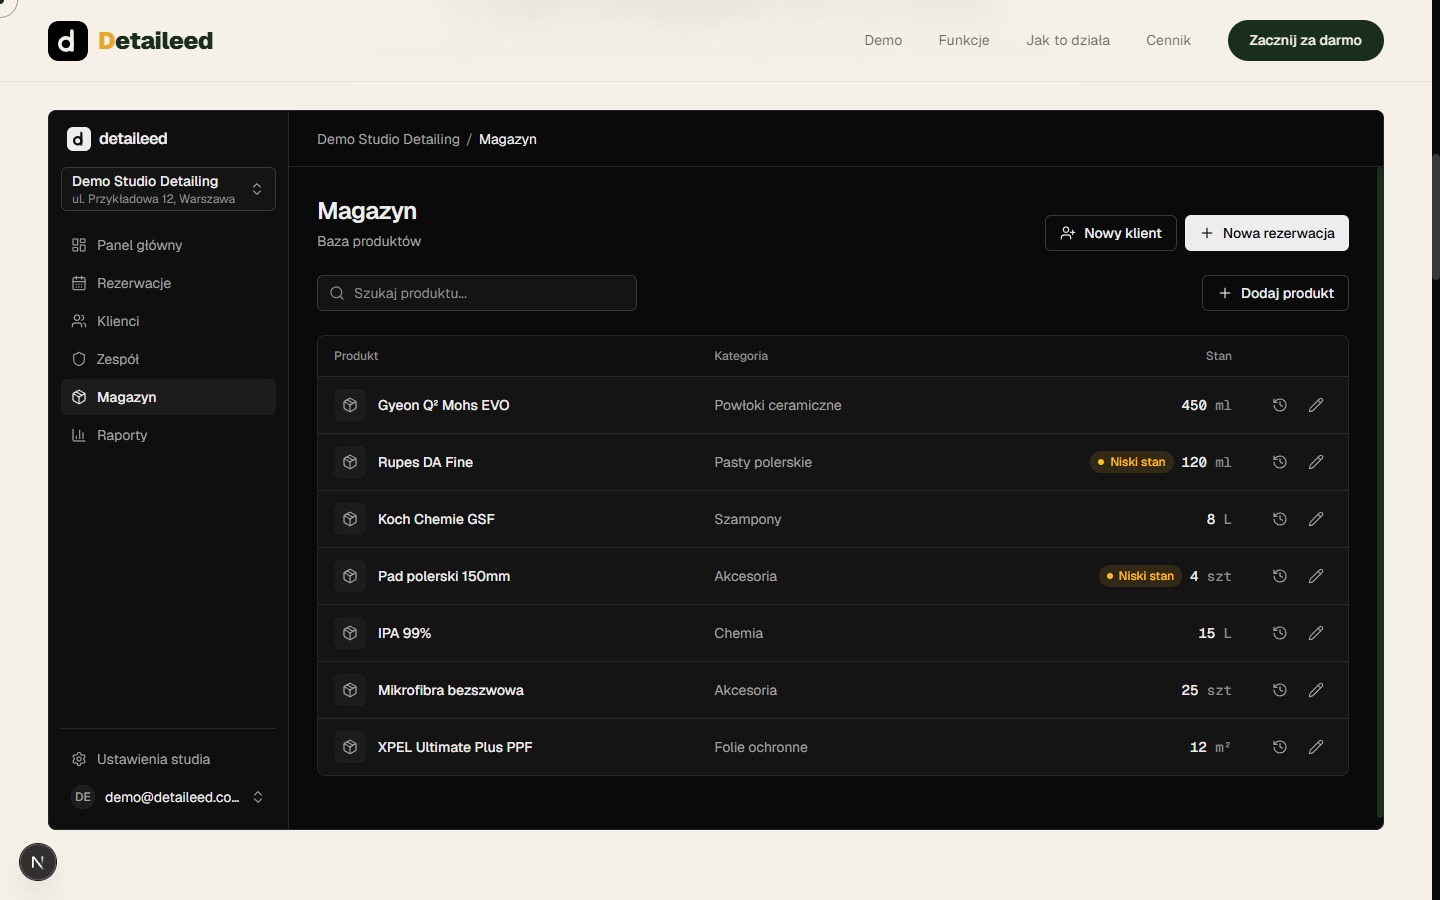 d Detaileed
Demo Funkcje Jak to działa Cennik Zacznij za darmo
d detaileed
Demo Studio Detailing
ul. Przykładowa 12, Warszawa
Panel główny
Rezerwacje
Klienci
Zespół
Magazyn
Raporty
Ustawienia studia
DE demo@detaileed.co...
Demo Studio Detailing / Magazyn
Magazyn
Baza produktów
Nowy klient
Nowa rezerwacja
Szukaj produktu...
Dodaj produkt
Produkt Kategoria Stan
Gyeon Q² Mohs EVO Powłoki ceramiczne 450 ml
Rupes DA Fine Pasty polerskie Niski stan 120 ml
Koch Chemie GSF Szampony 8 L
Pad polerski 150mm Akcesoria Niski stan 4 szt
IPA 99% Chemia 15 L
Mikrofibra bezszwowa Akcesoria 25 szt
XPEL Ultimate Plus PPF Folie ochronne 12 m²
N